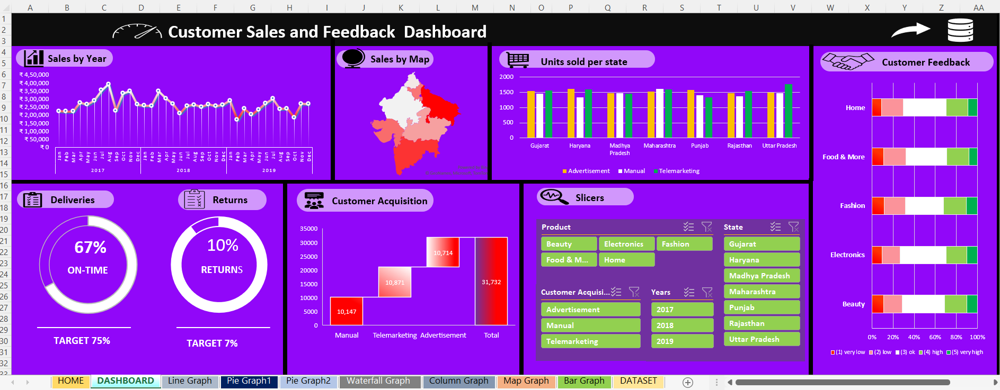 A B C D E F G H I J K L M N O P Q R S T U V W X Y Z AA
1
2
3
4
5
6
7
8
9
10
11
12
13
14
15
16
17
18
19
20
21
22
23
24
25
26
27
28
29
30
31
32
33
Customer Sales and Feedback Dashboard
Sales by Year
₹ 4,50,000
₹ 4,00,000
₹ 3,50,000
₹ 3,00,000
₹ 2,50,000
₹ 2,00,000
₹ 1,50,000
₹ 1,00,000
₹ 50,000
₹ 0
Jan Feb Mar Apr May Jun Jul Aug Sep Oct Nov Dec Jan Feb Mar Apr May Jun Jul Aug Sep Oct Nov Dec Jan Feb Mar Apr May Jun Jul Aug Sep Oct Nov Dec
2017 2018 2019
Sales by Map
Units sold per state
2000
1500
1000
500
0
Gujarat Haryana Madhya Pradesh Maharashtra Punjab Rajasthan Uttar Pradesh
Advertisement Manual Telemarketing
Customer Feedback
Home
Food & More
Fashion
Electronics
Beauty
0% 20% 40% 60% 80% 100%
(1) very low (2) low (3) ok (4) high (5) very high
Deliveries
67%
ON-TIME
TARGET 75%
Returns
10%
RETURNS
TARGET 7%
Customer Acquisition
35000
30000
25000
20000
15000
10000
5000
0
10,147
10,871
10,714
31,732
Manual Telemarketing Advertisement Total
Slicers
Product
Beauty Electronics Fashion
Food & M... Home
State
Gujarat
Haryana
Madhya Pradesh
Maharashtra
Punjab
Rajasthan
Uttar Pradesh
Customer Acquisi...
Advertisement
Manual
Telemarketing
Years
2017
2018
2019
HOME DASHBOARD Line Graph Pie Graph1 Pie Graph2 Waterfall Graph Column Graph Map Graph Bar Graph DATASET